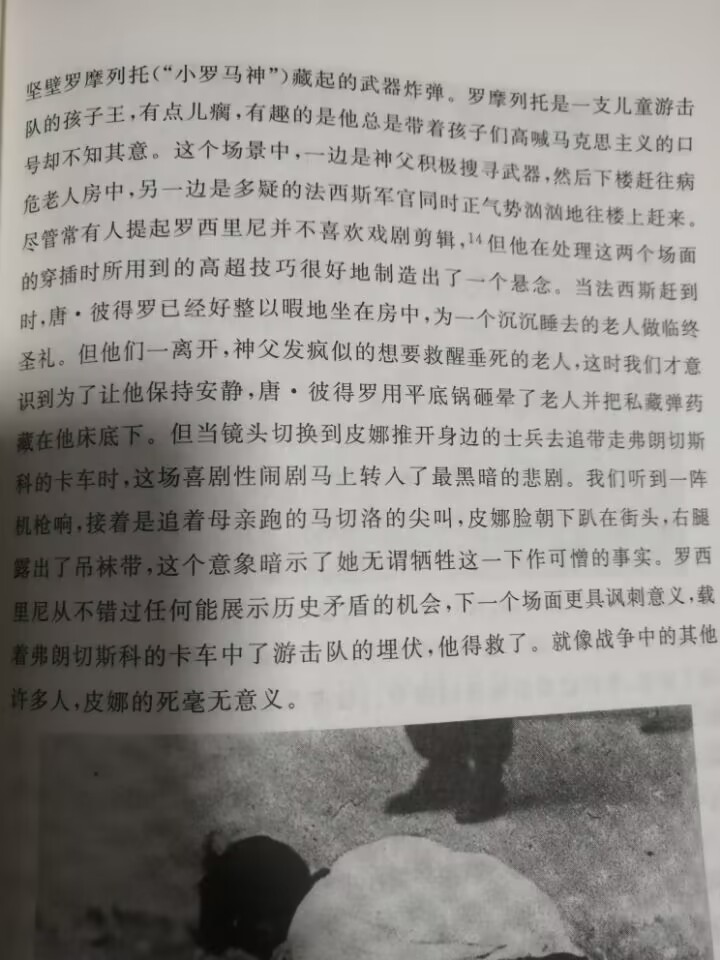 坚壁罗摩列托(“小罗马神”)藏起的武器炸弹。罗摩列托是一支儿童游击
队的孩子王,有点儿瘸,有趣的是他总是带着孩子们高喊马克思主义的口
号却不知其意。这个场景中,一边是神父积极搜寻武器,然后下楼赶往病
危老人房中,另一边是多疑的法西斯军官同时正气势汹汹地往楼上赶来。
尽管常有人提起罗西里尼并不喜欢戏剧剪辑,14但他在处理这两个场面
的穿插时所用到的高超技巧很好地制造出了一个悬念。当法西斯赶到
时,唐·彼得罗已经好整以暇地坐在房中,为一个沉沉睡去的老人做临终
圣礼。但他们一离开,神父发疯似的想要救醒垂死的老人,这时我们才意
识到为了让他保持安静,唐·彼得罗用平底锅砸晕了老人并把私藏弹药
藏在他床底下。但当镜头切换到皮娜推开身边的士兵去追带走弗朗切斯
科的卡车时,这场喜剧性闹剧马上转入了最黑暗的悲剧。我们听到一阵
机枪响,接着是追着母亲跑的马切洛的尖叫,皮娜脸朝下趴在街头,右腿
露出了吊袜带,这个意象暗示了她无谓牺牲这一下作可憎的事实。罗西
里尼从不错过任何能展示历史矛盾的机会,下一个场面更具讽刺意义,载
着弗朗切斯科的卡车中了游击队的埋伏,他得救了。就像战争中的其他
许多人,皮娜的死毫无意义。